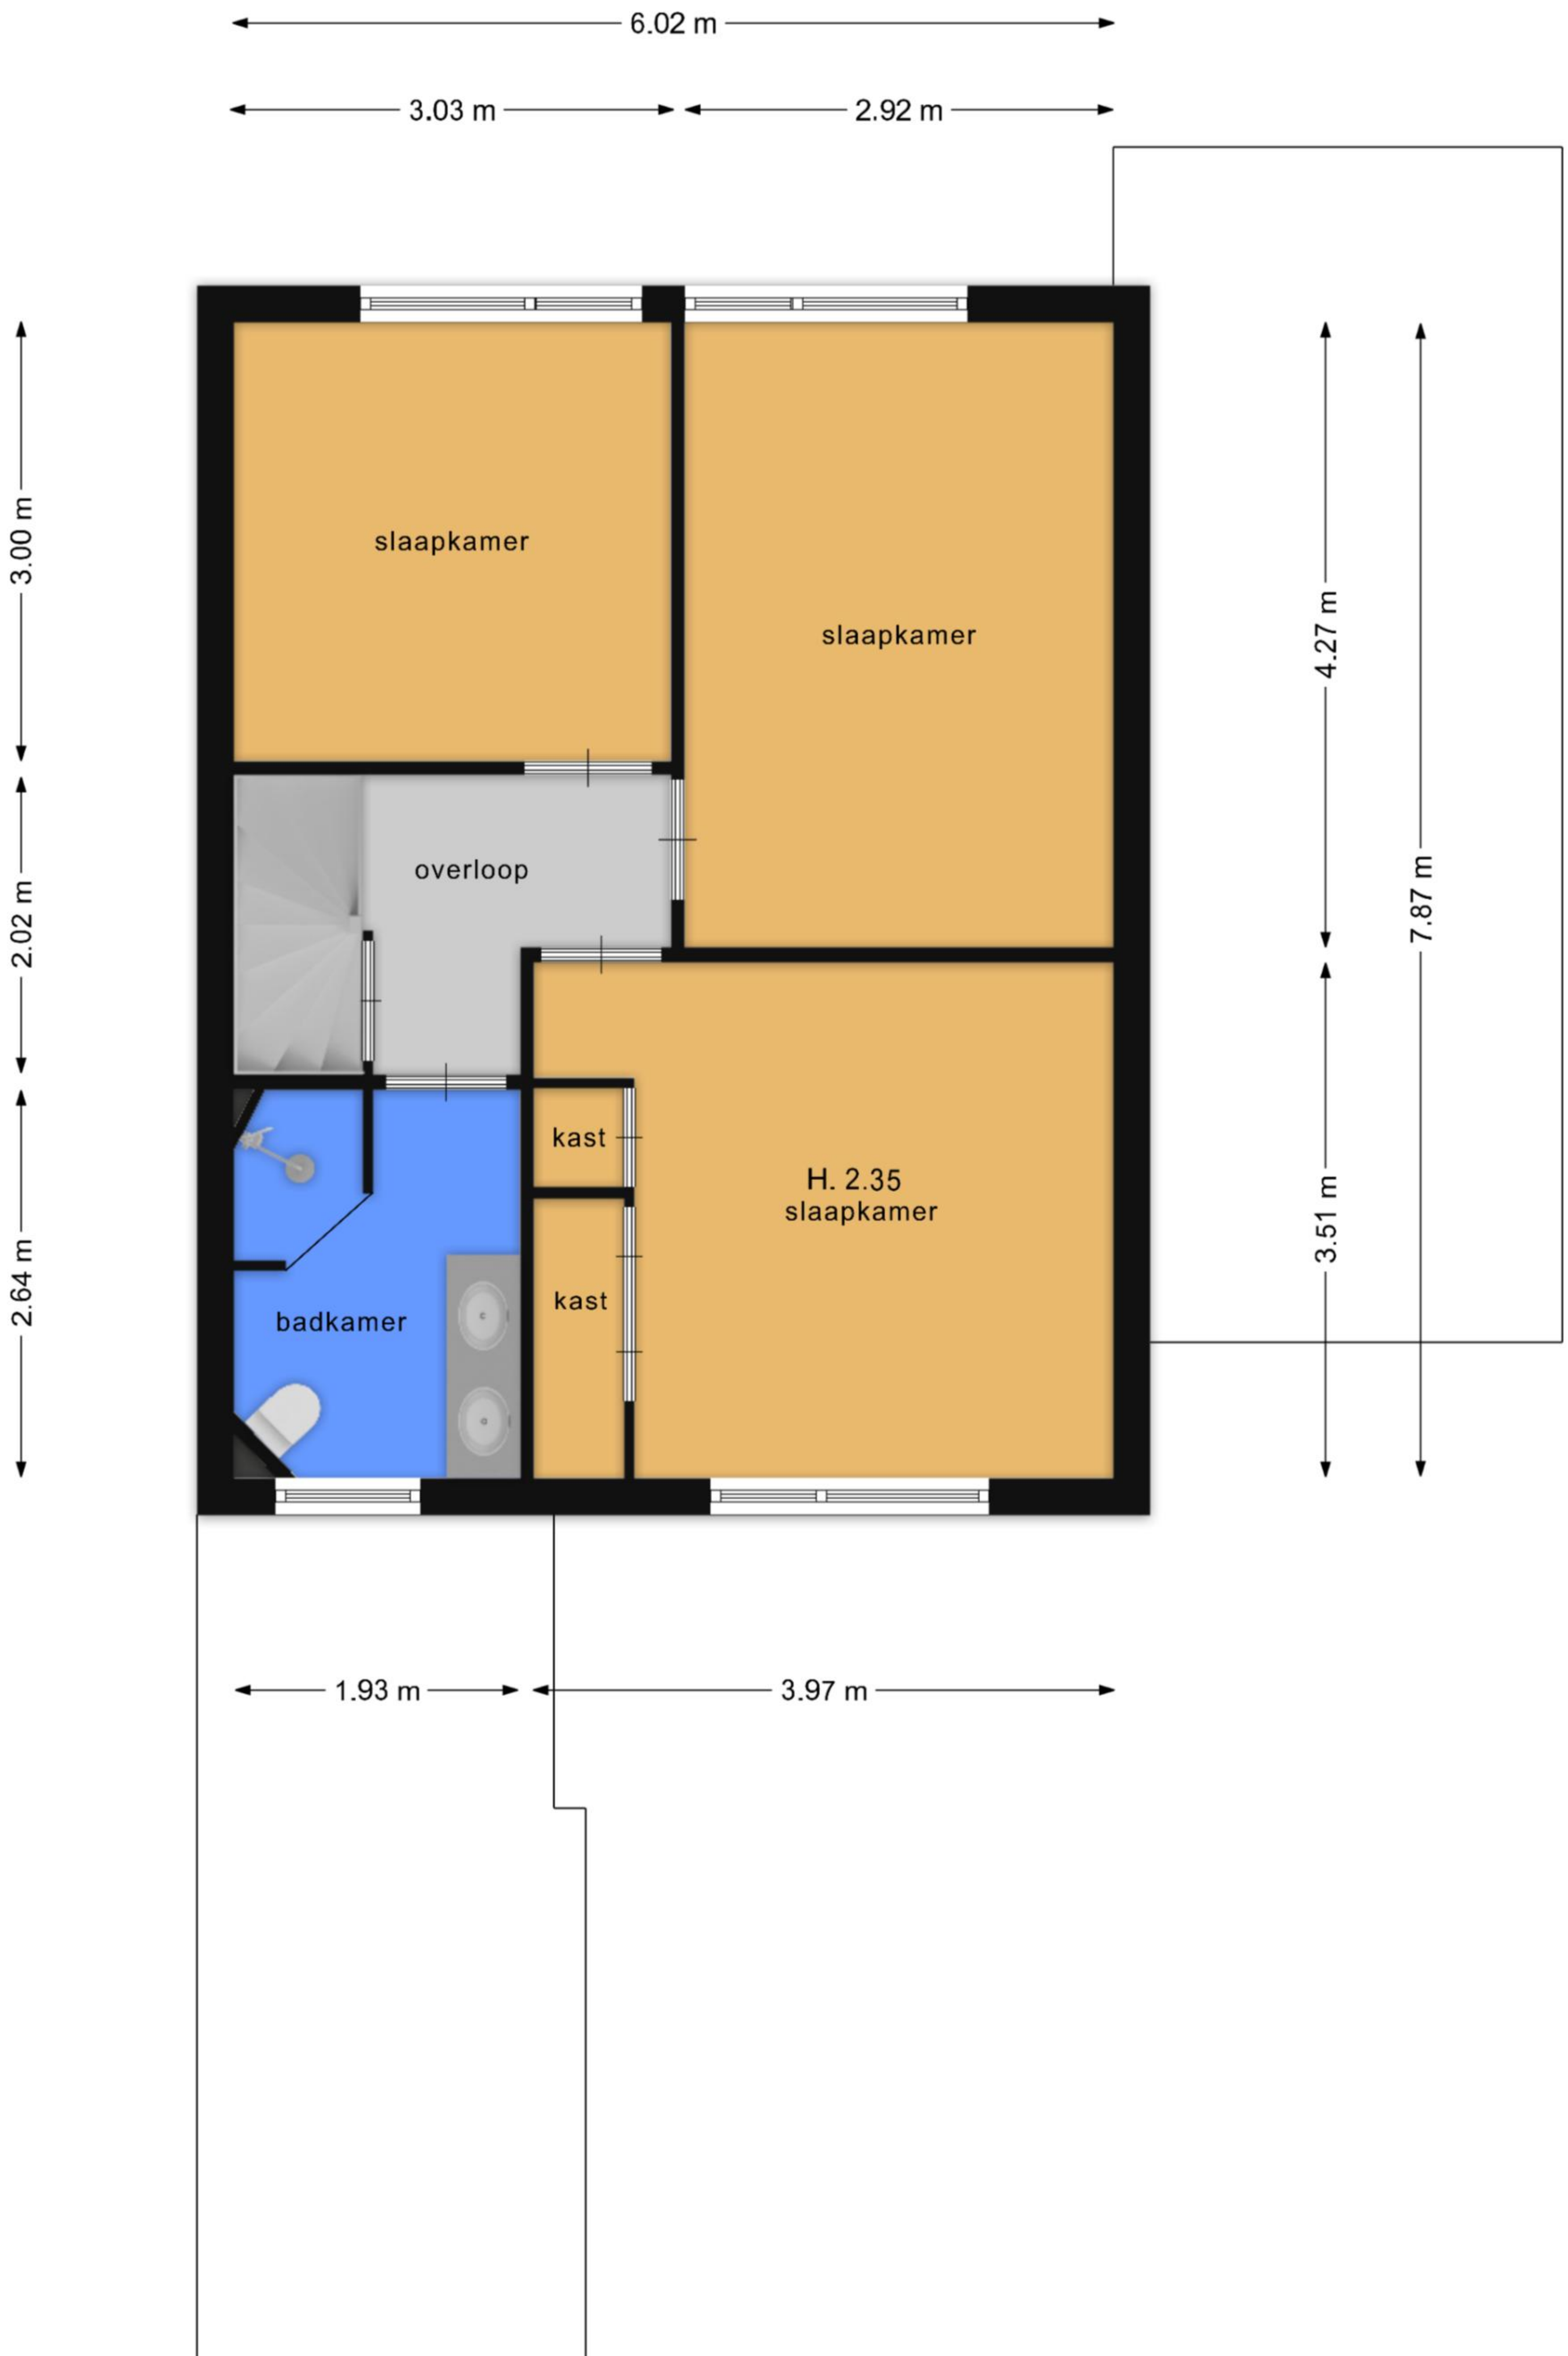 6.02 m
3.03 m
2.92 m
3.00 m
slaapkamer
slaapkamer
4.27 m
7.87 m
overloop
2.02 m
kast
H. 2.35
slaapkamer
3.51 m
2.64 m
kast
badkamer
1.93 m
3.97 m